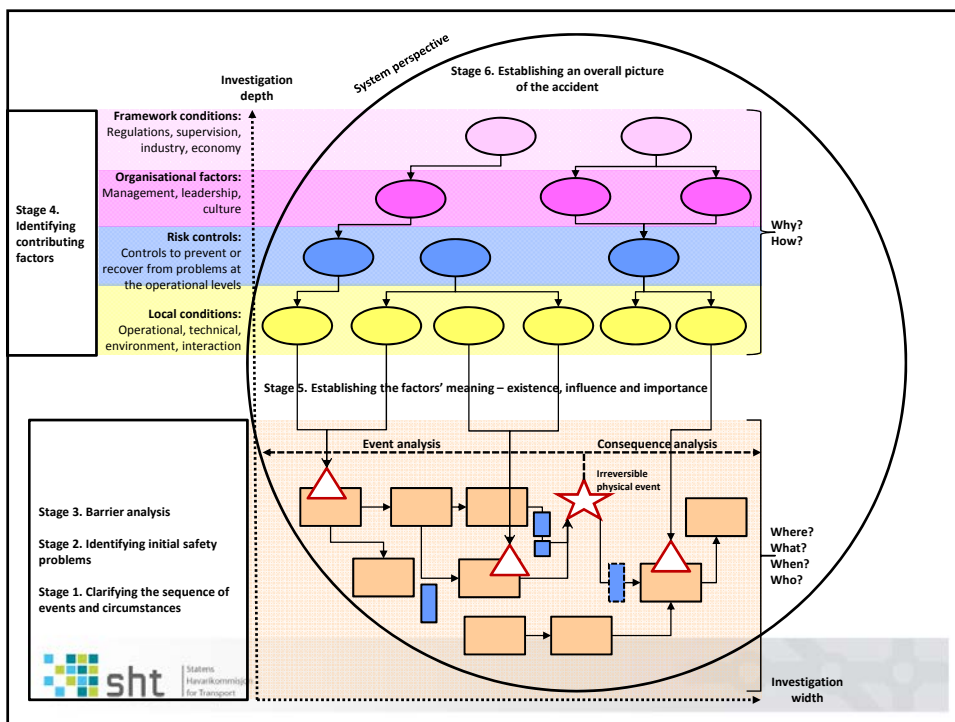 System perspective
Stage 6. Establishing an overall picture
of the accident
Investigation
depth
Framework conditions:
Regulations, supervision,
industry, economy
Organisational factors:
Management, leadership,
culture
Stage 4.
Identifying
contributing
factors
Risk controls:
Controls to prevent or
recover from problems at
the operational levels
Why?
How?
Local conditions:
Operational, technical,
environment, interaction
Stage 5. Establishing the factors' meaning – existence, influence and importance
Event analysis
Consequence analysis
Irreversible
physical event
Stage 3. Barrier analysis
Stage 2. Identifying initial safety
problems
Stage 1. Clarifying the sequence of
events and circumstances
Where?
What?
When?
Who?
sht
Statens
Havarikommisjon
for Transport
Investigation
width